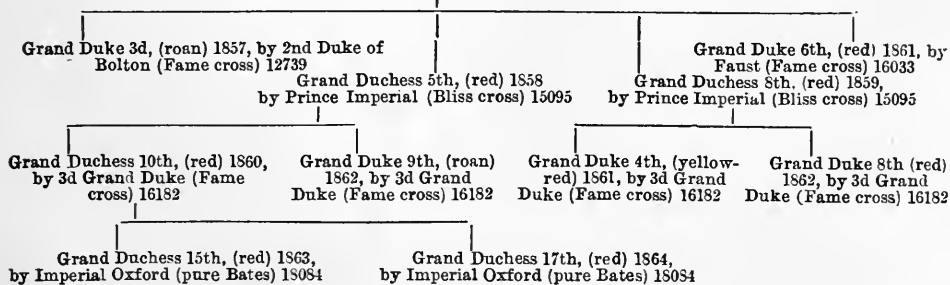 Grand Duke 3d, (roan) 1857, by 2nd Duke of
Bolton (Fame cross) 12739
Grand Duchess 5th, (red) 1858
by Prince Imperial (Bliss cross) 15095
Grand Duke 6th, (red) 1861, by
Faust (Fame cross) 16033
Grand Duchess 8th, (red) 1859,
by Prince Imperial (Bliss cross) 15095
Grand Duchess 10th, (red) 1860,
by 3d Grand Duke (Fame
cross) 16182
Grand Duke 9th, (roan)
1862, by 3d Grand
Duke (Fame cross) 16182
Grand Duke 4th, (yellow-
red) 1861, by 3d Grand
Duke (Fame cross) 16182
Grand Duke 8th (red)
1862, by 3d Grand
Duke (Fame cross) 16182
Grand Duchess 15th, (red) 1863,
by Imperial Oxford (pure Bates) 18084
Grand Duchess 17th, (red) 1864,
by Imperial Oxford (pure Bates) 18084